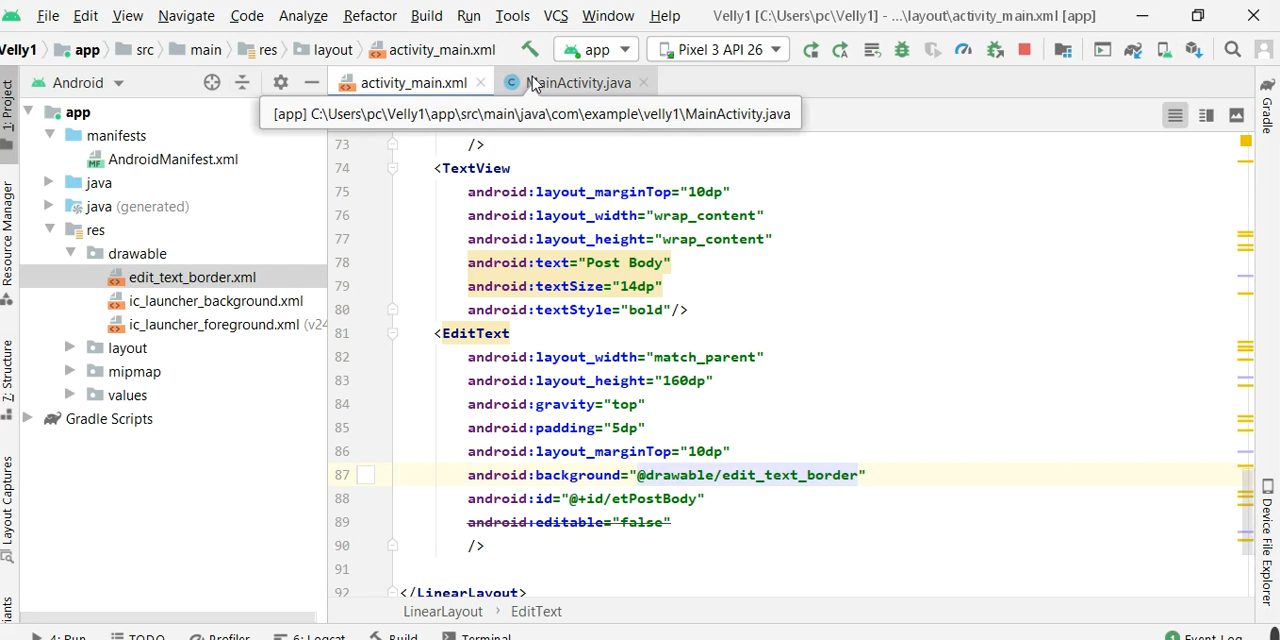 File Edit View Navigate Code Analyze Refactor Build Run Tools VCS Window Help Velly1 [C:\Users\pc\Velly1] - ...\layout\activity_main.xml [app]
Velly1 app src main res layout activity_main.xml app Pixel 3 API 26
1: Project
Resource Manager
7: Structure
Layout Captures
Android
activity_main.xml
MainActivity.java
[app] C:\Users\pc\Velly1\app\src\main\java\com\example\velly1\MainActivity.java
app
manifests
AndroidManifest.xml
java
java (generated)
res
drawable
edit_text_border.xml
ic_launcher_background.xml
ic_launcher_foreground.xml (v24
layout
mipmap
values
Gradle Scripts
73 />
74 <TextView
75 android:layout_marginTop="10dp"
76 android:layout_width="wrap_content"
77 android:layout_height="wrap_content"
78 android:text="Post Body"
79 android:textSize="14dp"
80 android:textStyle="bold"/>
81 <EditText
82 android:layout_width="match_parent"
83 android:layout_height="160dp"
84 android:gravity="top"
85 android:padding="5dp"
86 android:layout_marginTop="10dp"
87 android:background="@drawable/edit_text_border"
88 android:id="@+id/etPostBody"
89 android:editable="false"
90 />
91
92 </LinearLayout>
LinearLayout › EditText
Gradle
Device File Explorer
4: Run TODO Profiler 6: Logcat Build Terminal 1 Event Log